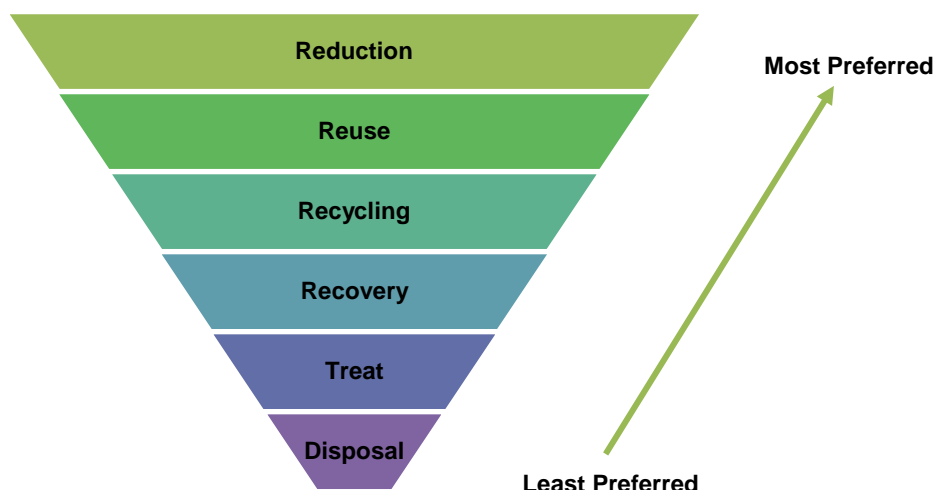 Reduction
Most Preferred
Reuse
Recycling
Recovery
Treat
Disposal
Least Preferred